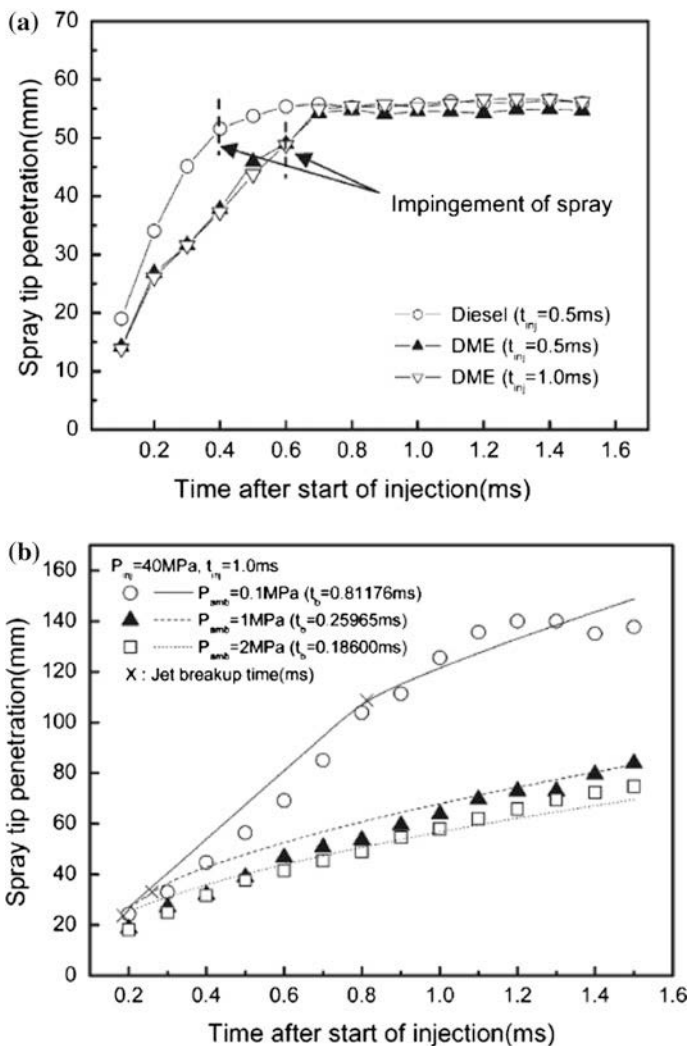 (a)
70
60
50
40
30
20
10
0
Spray tip penetration(mm)
Impingement of spray
Diesel (t_inj=0.5ms)
DME (t_inj=0.5ms)
DME (t_inj=1.0ms)
0.2 0.4 0.6 0.8 1.0 1.2 1.4 1.6
Time after start of injection(ms)
(b)
160
140
120
100
80
60
40
20
0
Spray tip penetration(mm)
P_inj=40MPa, t_inj=1.0ms
P_amb=0.1MPa (t_b=0.81176ms)
P_amb=1MPa (t_b=0.25965ms)
P_amb=2MPa (t_b=0.18600ms)
X : Jet breakup time(ms)
0.2 0.4 0.6 0.8 1.0 1.2 1.4 1.6
Time after start of injection(ms)